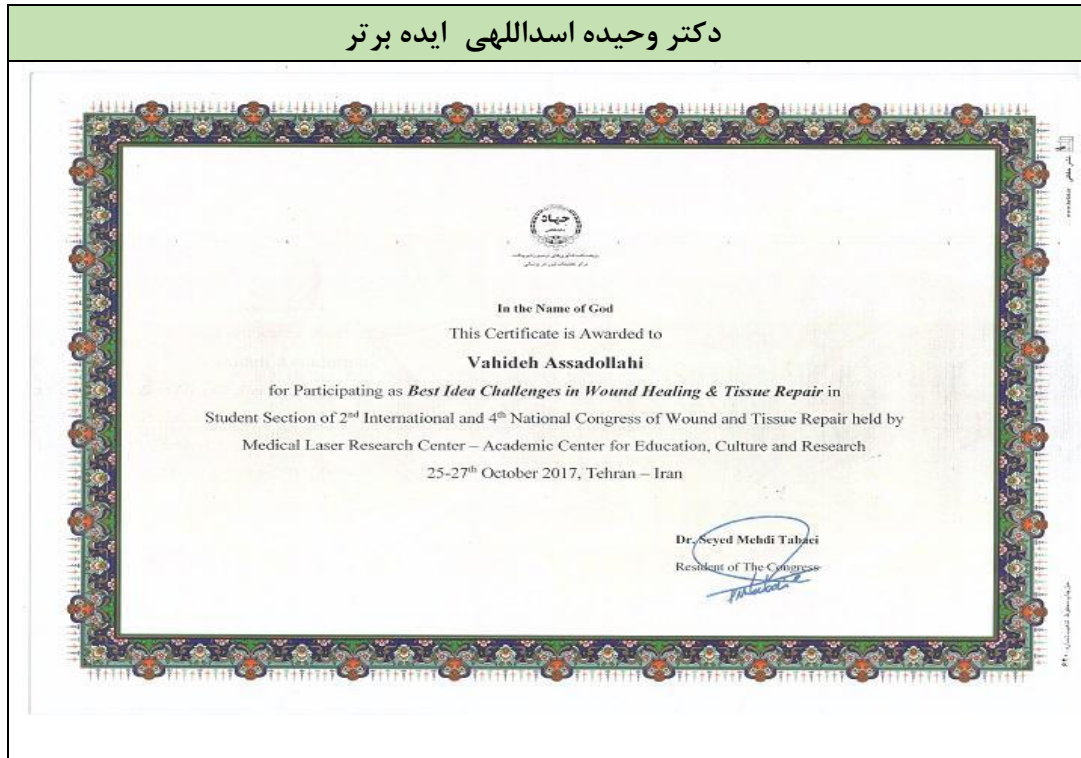 دکتر وحیده اسداللهی ایده برتر
جهاد
In the Name of God
This Certificate is Awarded to
Vahideh Assadollahi
for Participating as Best Idea Challenges in Wound Healing & Tissue Repair in
Student Section of 2nd International and 4th National Congress of Wound and Tissue Repair held by
Medical Laser Research Center – Academic Center for Education, Culture and Research
25-27th October 2017, Tehran – Iran
Dr. Seyed Mehdi Tabaei
Resident of The Congress